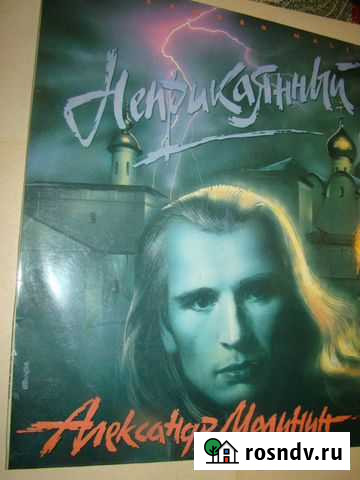 Неприкаянный
Александр Малинин
rosndv.ru